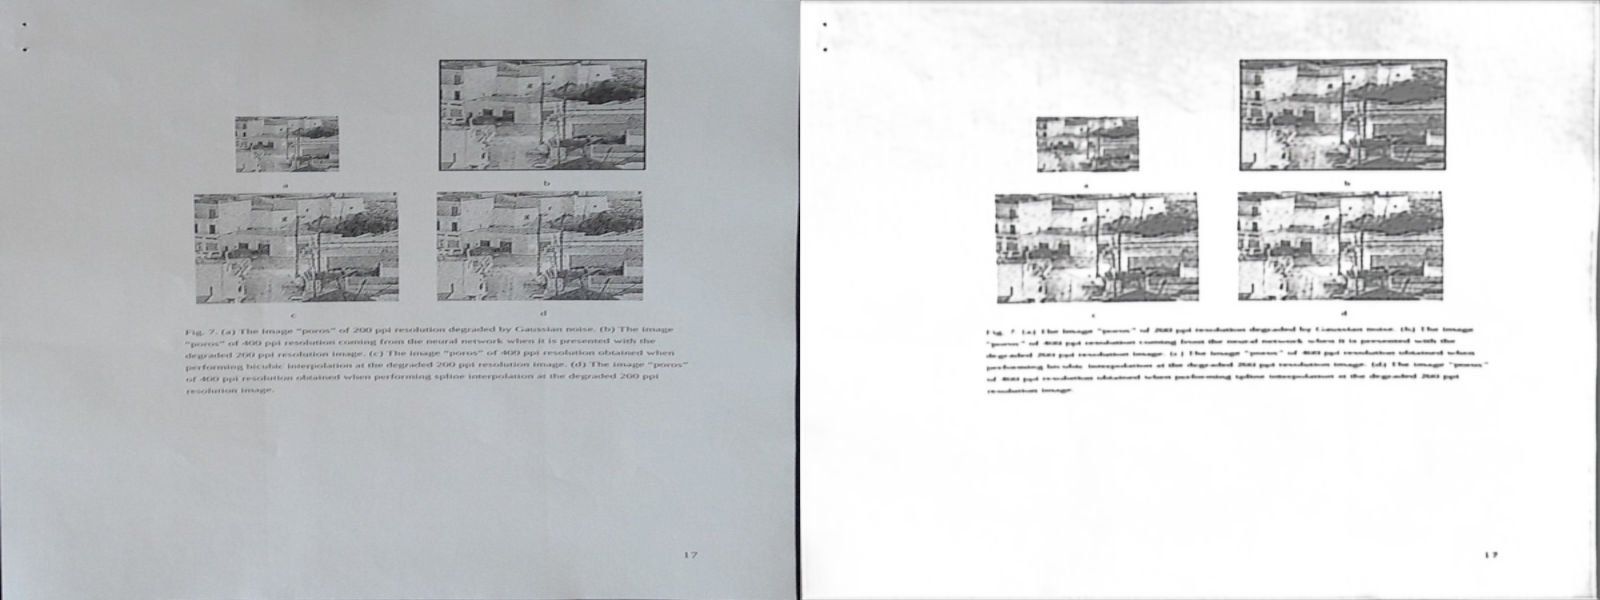 a
b
c
d
Fig. 7. (a) The image "poros" of 200 ppi resolution degraded by Gaussian noise. (b) The image
"poros" of 400 ppi resolution coming from the neural network when it is presented with the
degraded 200 ppi resolution image. (c) The image "poros" of 400 ppi resolution obtained when
performing bicubic interpolation at the degraded 200 ppi resolution image. (d) The image "poros"
of 400 ppi resolution obtained when performing spline interpolation at the degraded 200 ppi
resolution image.
17
a
b
c
d
Fig. 7 (a) The image "poros" of 200 ppi resolution degraded by Gaussian noise. (b) The image
"poros" of 400 ppi resolution coming from the neural network when it is presented with the
degraded 200 ppi resolution image. (c) The image "poros" of 400 ppi resolution obtained when
performing bicubic interpolation at the degraded 200 ppi resolution image. (d) The image "poros"
of 400 ppi resolution obtained when performing spline interpolation at the degraded 200 ppi
resolution image.
17